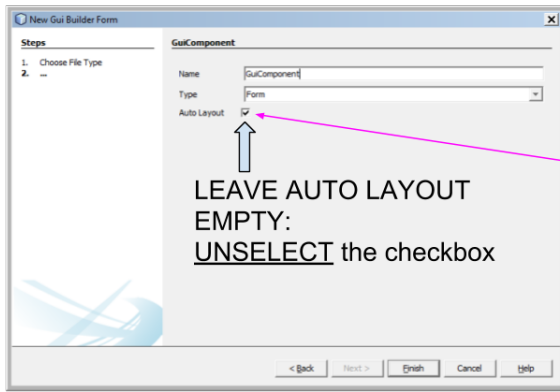 New Gui Builder Form
Steps
1. Choose File Type
2. ...
GuiComponent
Name GuiComponent
Type Form
Auto Layout
LEAVE AUTO LAYOUT
EMPTY:
UNSELECT the checkbox
< Back Next > Finish Cancel Help